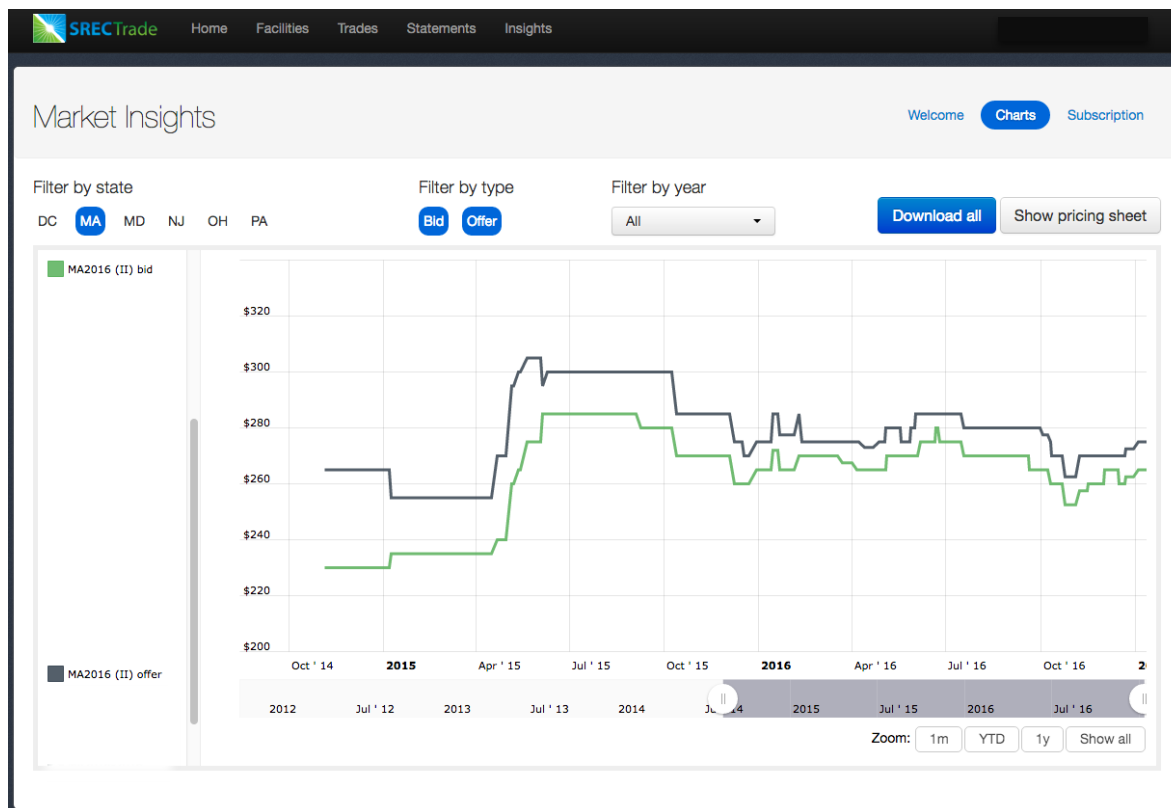 SRECTrade Home Facilities Trades Statements Insights
Market Insights
Welcome Charts Subscription
Filter by state Filter by type Filter by year
DC MA MD NJ OH PA Bid Offer All Download all Show pricing sheet
MA2016 (II) bid
$320
$300
$280
$260
$240
$220
$200
MA2016 (II) offer
Oct ' 14 2015 Apr ' 15 Jul ' 15 Oct ' 15 2016 Apr ' 16 Jul ' 16 Oct ' 16
2012 Jul ' 12 2013 Jul ' 13 2014 2015 Jul ' 15 2016 Jul ' 16
Zoom: 1m YTD 1y Show all